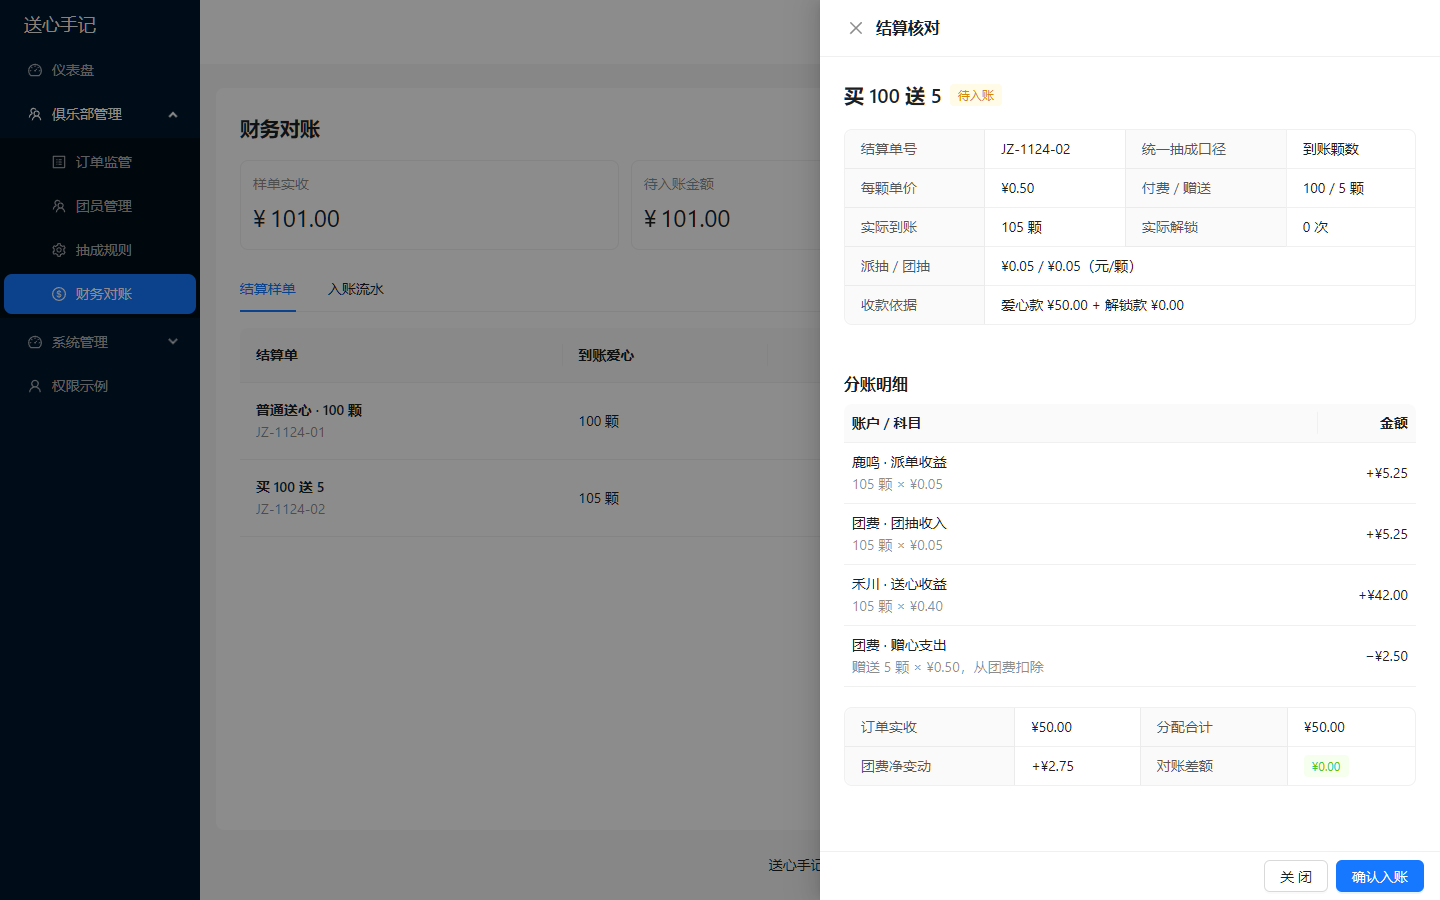 送心手记
仪表盘
俱乐部管理
订单监管
团员管理
抽成规则
财务对账
系统管理
权限示例
财务对账
样单实收
¥ 101.00
待入账金额
¥ 101.00
结算样单 入账流水
结算单 到账爱心
普通送心 · 100 颗
JZ-1124-01
100 颗
买 100 送 5
JZ-1124-02
105 颗
送心手记
结算核对
买 100 送 5 待入账
结算单号 JZ-1124-02 统一抽成口径 到账颗数
每颗单价 ¥0.50 付费 / 赠送 100 / 5 颗
实际到账 105 颗 实际解锁 0 次
派抽 / 团抽 ¥0.05 / ¥0.05（元/颗）
收款依据 爱心款 ¥50.00 + 解锁款 ¥0.00
分账明细
账户 / 科目 金额
鹿鸣 · 派单收益
105 颗 × ¥0.05
+¥5.25
团费 · 团抽收入
105 颗 × ¥0.05
+¥5.25
禾川 · 送心收益
105 颗 × ¥0.40
+¥42.00
团费 · 赠心支出
赠送 5 颗 × ¥0.50，从团费扣除
−¥2.50
订单实收 ¥50.00 分配合计 ¥50.00
团费净变动 +¥2.75 对账差额 ¥0.00
关 闭 确认入账